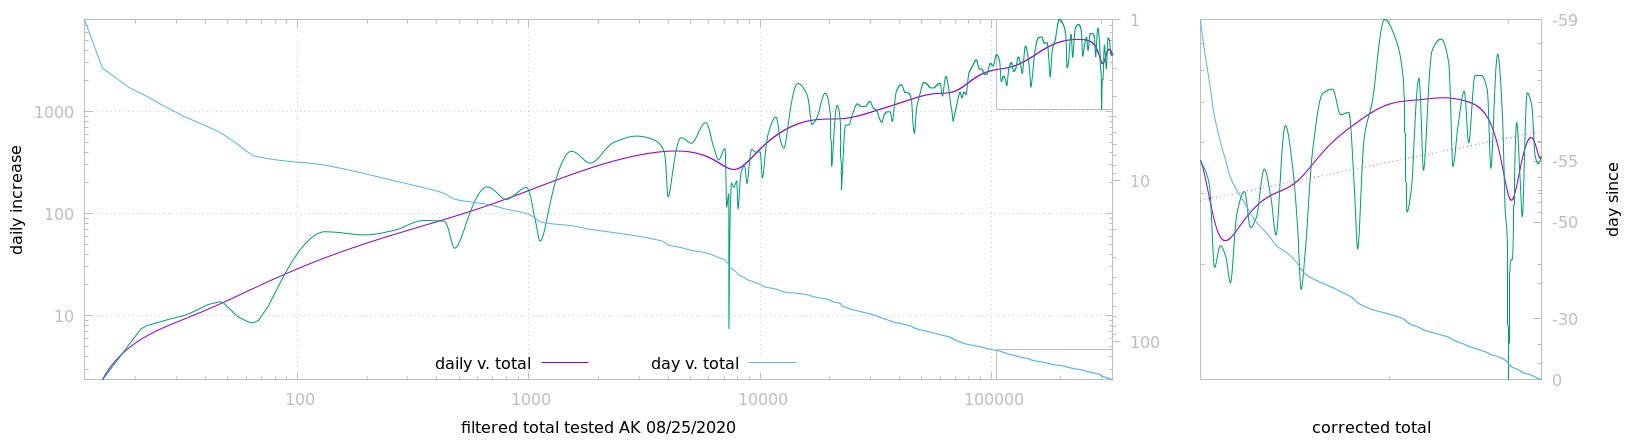 1
-59
1000
10
-55
daily increase
day since
100
-50
10
-30
100
daily v. total
day v. total
0
100
1000
10000
100000
filtered total tested AK 08/25/2020
corrected total